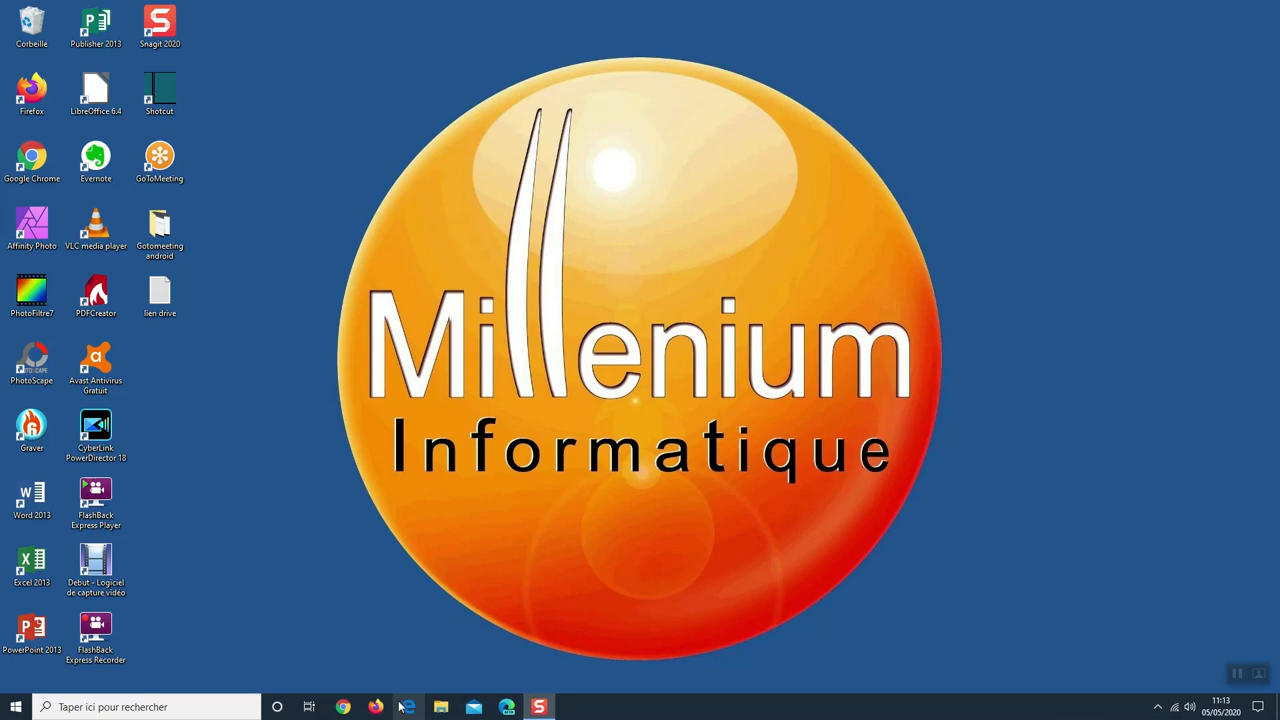 Corbeille
Publisher 2013
Snagit 2020
Firefox
LibreOffice 6.4
Shotcut
Google Chrome
Evernote
GoToMeeting
Affinity Photo
VLC media player
Gotomeeting
android
PhotoFiltre7
PDFCreator
lien drive
PhotoScape
Avast Antivirus
Gratuit
Graver
CyberLink
PowerDirector 18
Word 2013
FlashBack
Express Player
Excel 2013
Debut - Logiciel
de capture vidéo
PowerPoint 2013
FlashBack
Express Recorder
Millenium
Informatique
Taper ici pour rechercher
11:13
05/05/2020